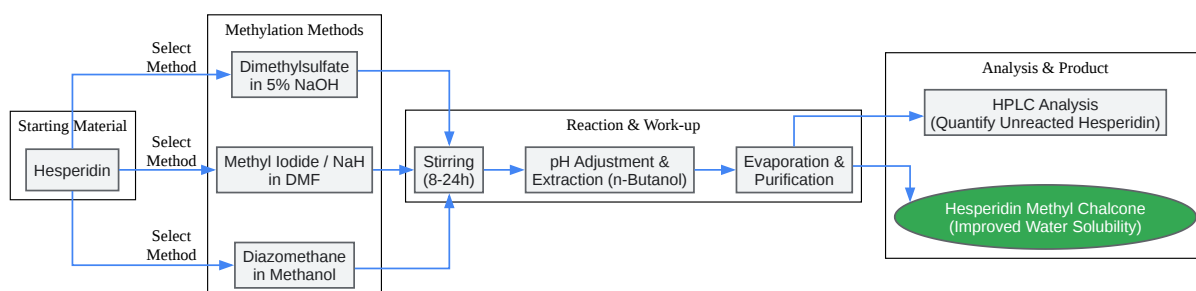 Starting Material
Hesperidin
Select
Method
Select
Method
Select
Method
Methylation Methods
Dimethylsulfate
in 5% NaOH
Methyl Iodide / NaH
in DMF
Diazomethane
in Methanol
Reaction & Work-up
Stirring
(8-24h)
pH Adjustment &
Extraction (n-Butanol)
Evaporation &
Purification
Analysis & Product
HPLC Analysis
(Quantify Unreacted Hesperidin)
Hesperidin Methyl Chalcone
(Improved Water Solubility)